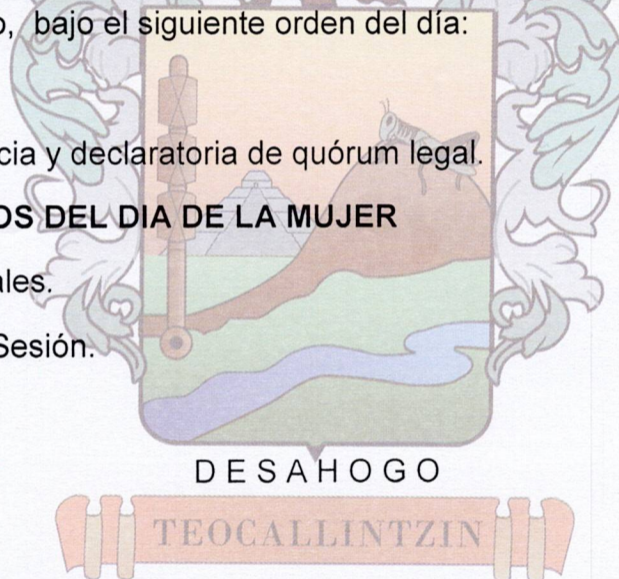 , bajo el siguiente orden del día:
cia y declaratoria de quórum legal.
OS DEL DIA DE LA MUJER
ales.
Sesión.
DESAHOGO
TEOCALLINTZIN